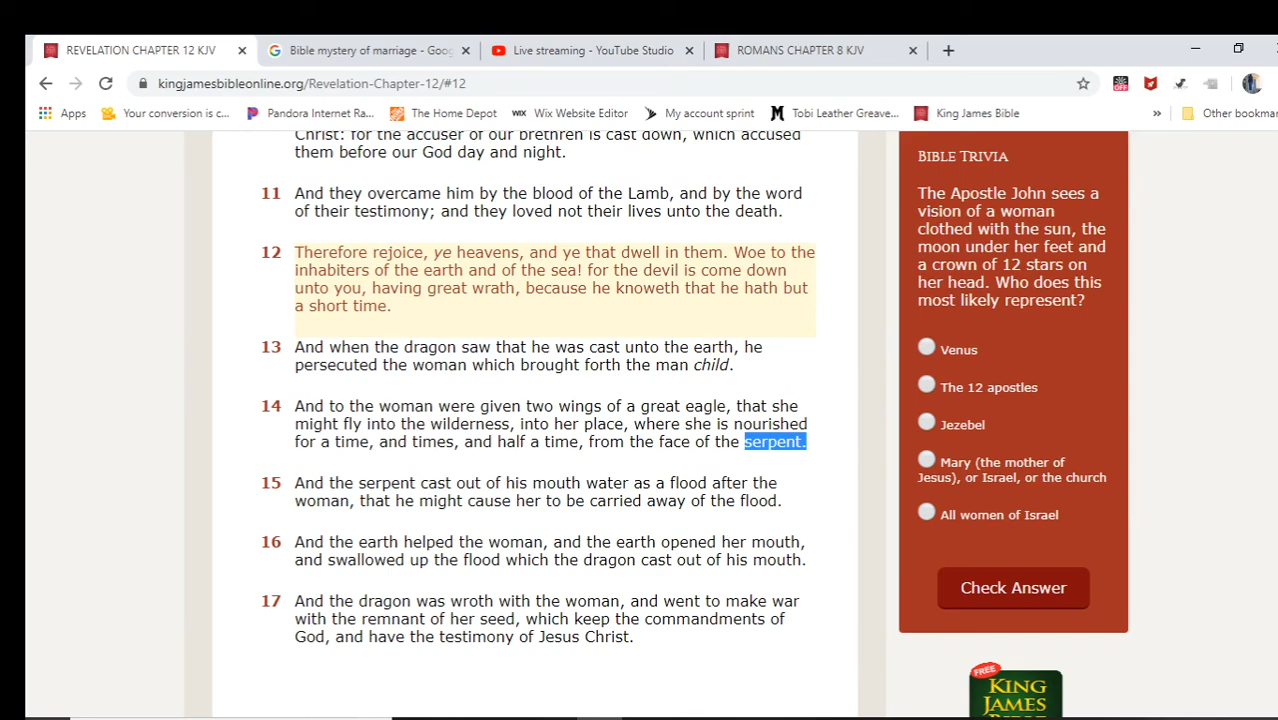 REVELATION CHAPTER 12 KJV
Bible mystery of marriage - Goog
Live streaming - YouTube Studio
ROMANS CHAPTER 8 KJV
kingjamesbibleonline.org/Revelation-Chapter-12/#12
OFF
Apps
Your conversion is c...
Pandora Internet Ra...
The Home Depot
WIX Wix Website Editor
My account sprint
Tobi Leather Greave...
King James Bible
»
Other bookmar
Christ: for the accuser of our brethren is cast down, which accused
them before our God day and night.
11 And they overcame him by the blood of the Lamb, and by the word
of their testimony; and they loved not their lives unto the death.
12 Therefore rejoice, ye heavens, and ye that dwell in them. Woe to the
inhabiters of the earth and of the sea! for the devil is come down
unto you, having great wrath, because he knoweth that he hath but
a short time.
13 And when the dragon saw that he was cast unto the earth, he
persecuted the woman which brought forth the man child.
14 And to the woman were given two wings of a great eagle, that she
might fly into the wilderness, into her place, where she is nourished
for a time, and times, and half a time, from the face of the serpent.
15 And the serpent cast out of his mouth water as a flood after the
woman, that he might cause her to be carried away of the flood.
16 And the earth helped the woman, and the earth opened her mouth,
and swallowed up the flood which the dragon cast out of his mouth.
17 And the dragon was wroth with the woman, and went to make war
with the remnant of her seed, which keep the commandments of
God, and have the testimony of Jesus Christ.
BIBLE TRIVIA
The Apostle John sees a
vision of a woman
clothed with the sun, the
moon under her feet and
a crown of 12 stars on
her head. Who does this
most likely represent?
Venus
The 12 apostles
Jezebel
Mary (the mother of
Jesus), or Israel, or the church
All women of Israel
Check Answer
FREE
KING
JAMES